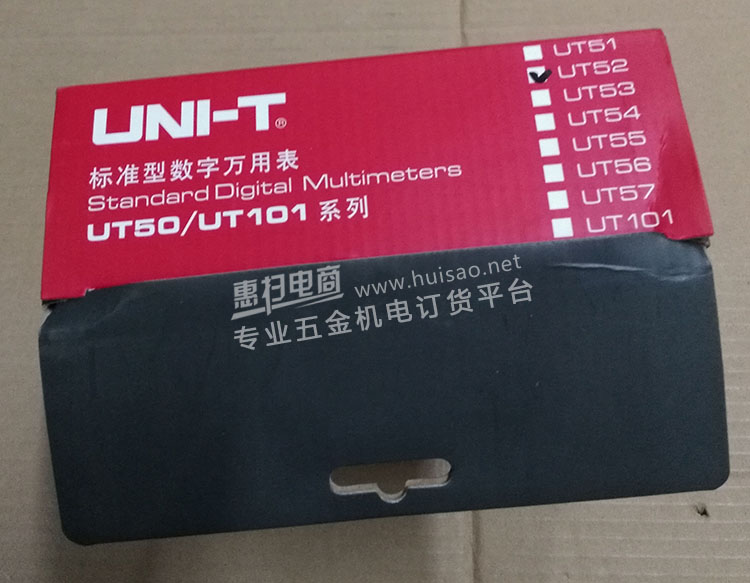 UNI-T®
标准型数字万用表
Standard Digital Multimeters
UT50/UT101 系列
UT51
UT52
UT53
UT54
UT55
UT56
UT57
UT101
惠扫电商 www.huisao.net
专业五金机电订货平台